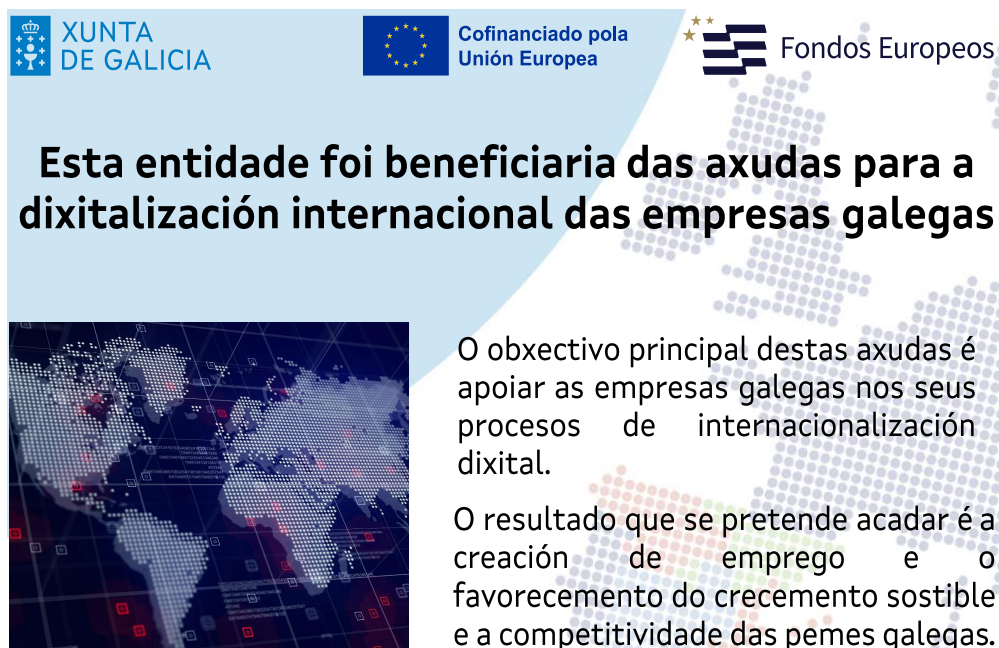 XUNTA
DE GALICIA
Cofinanciado pola
Unión Europea
Fondos Europeos
Esta entidade foi beneficiaria das axudas para a
dixitalización internacional das empresas galegas
O obxectivo principal destas axudas é
apoiar as empresas galegas nos seus
procesos de internacionalización
dixital.
O resultado que se pretende acadar é a
creación de emprego e o
favorecemento do crecemento sostible
e a competitividade das pemes galegas.